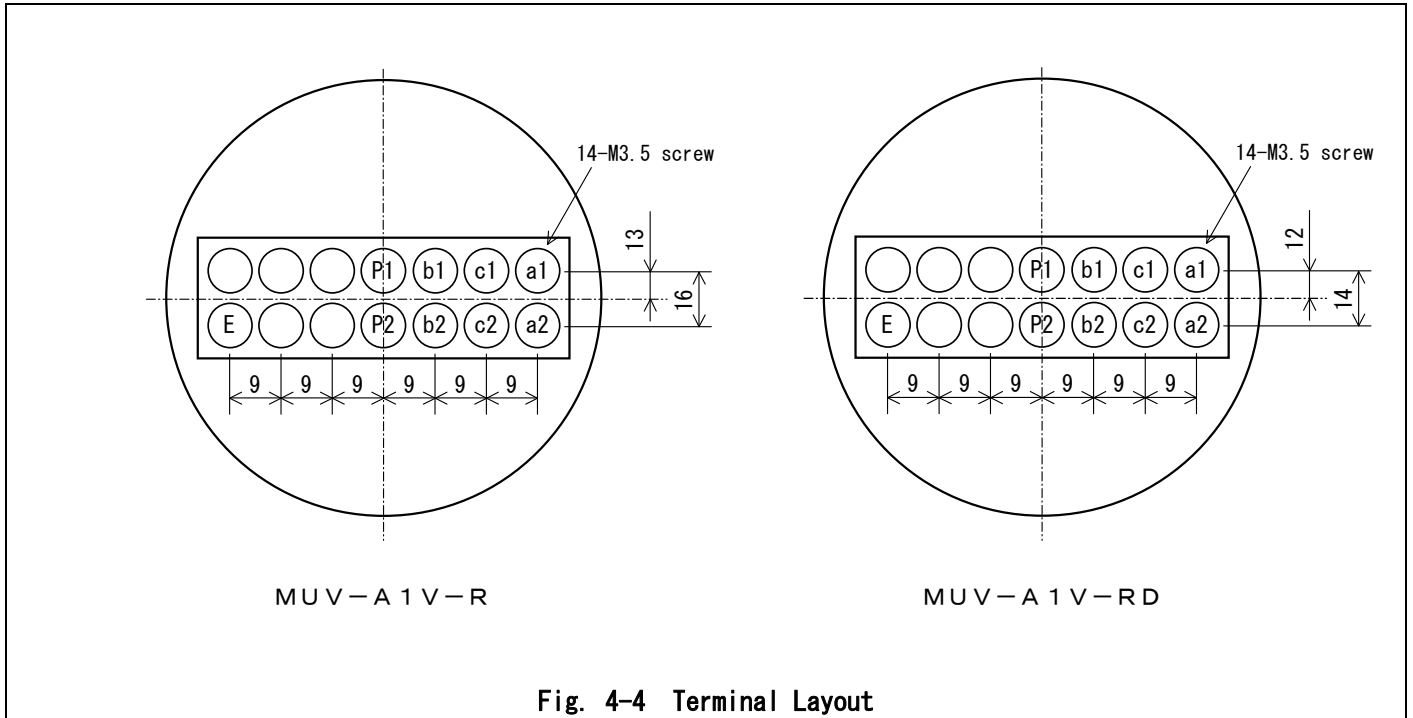 14-M3.5 screw
13
16
P1 b1 c1 a1
E P2 b2 c2 a2
9 9 9 9 9 9
MUV-A1V-R
14-M3.5 screw
12
14
P1 b1 c1 a1
E P2 b2 c2 a2
9 9 9 9 9 9
MUV-A1V-RD
Fig. 4-4 Terminal Layout